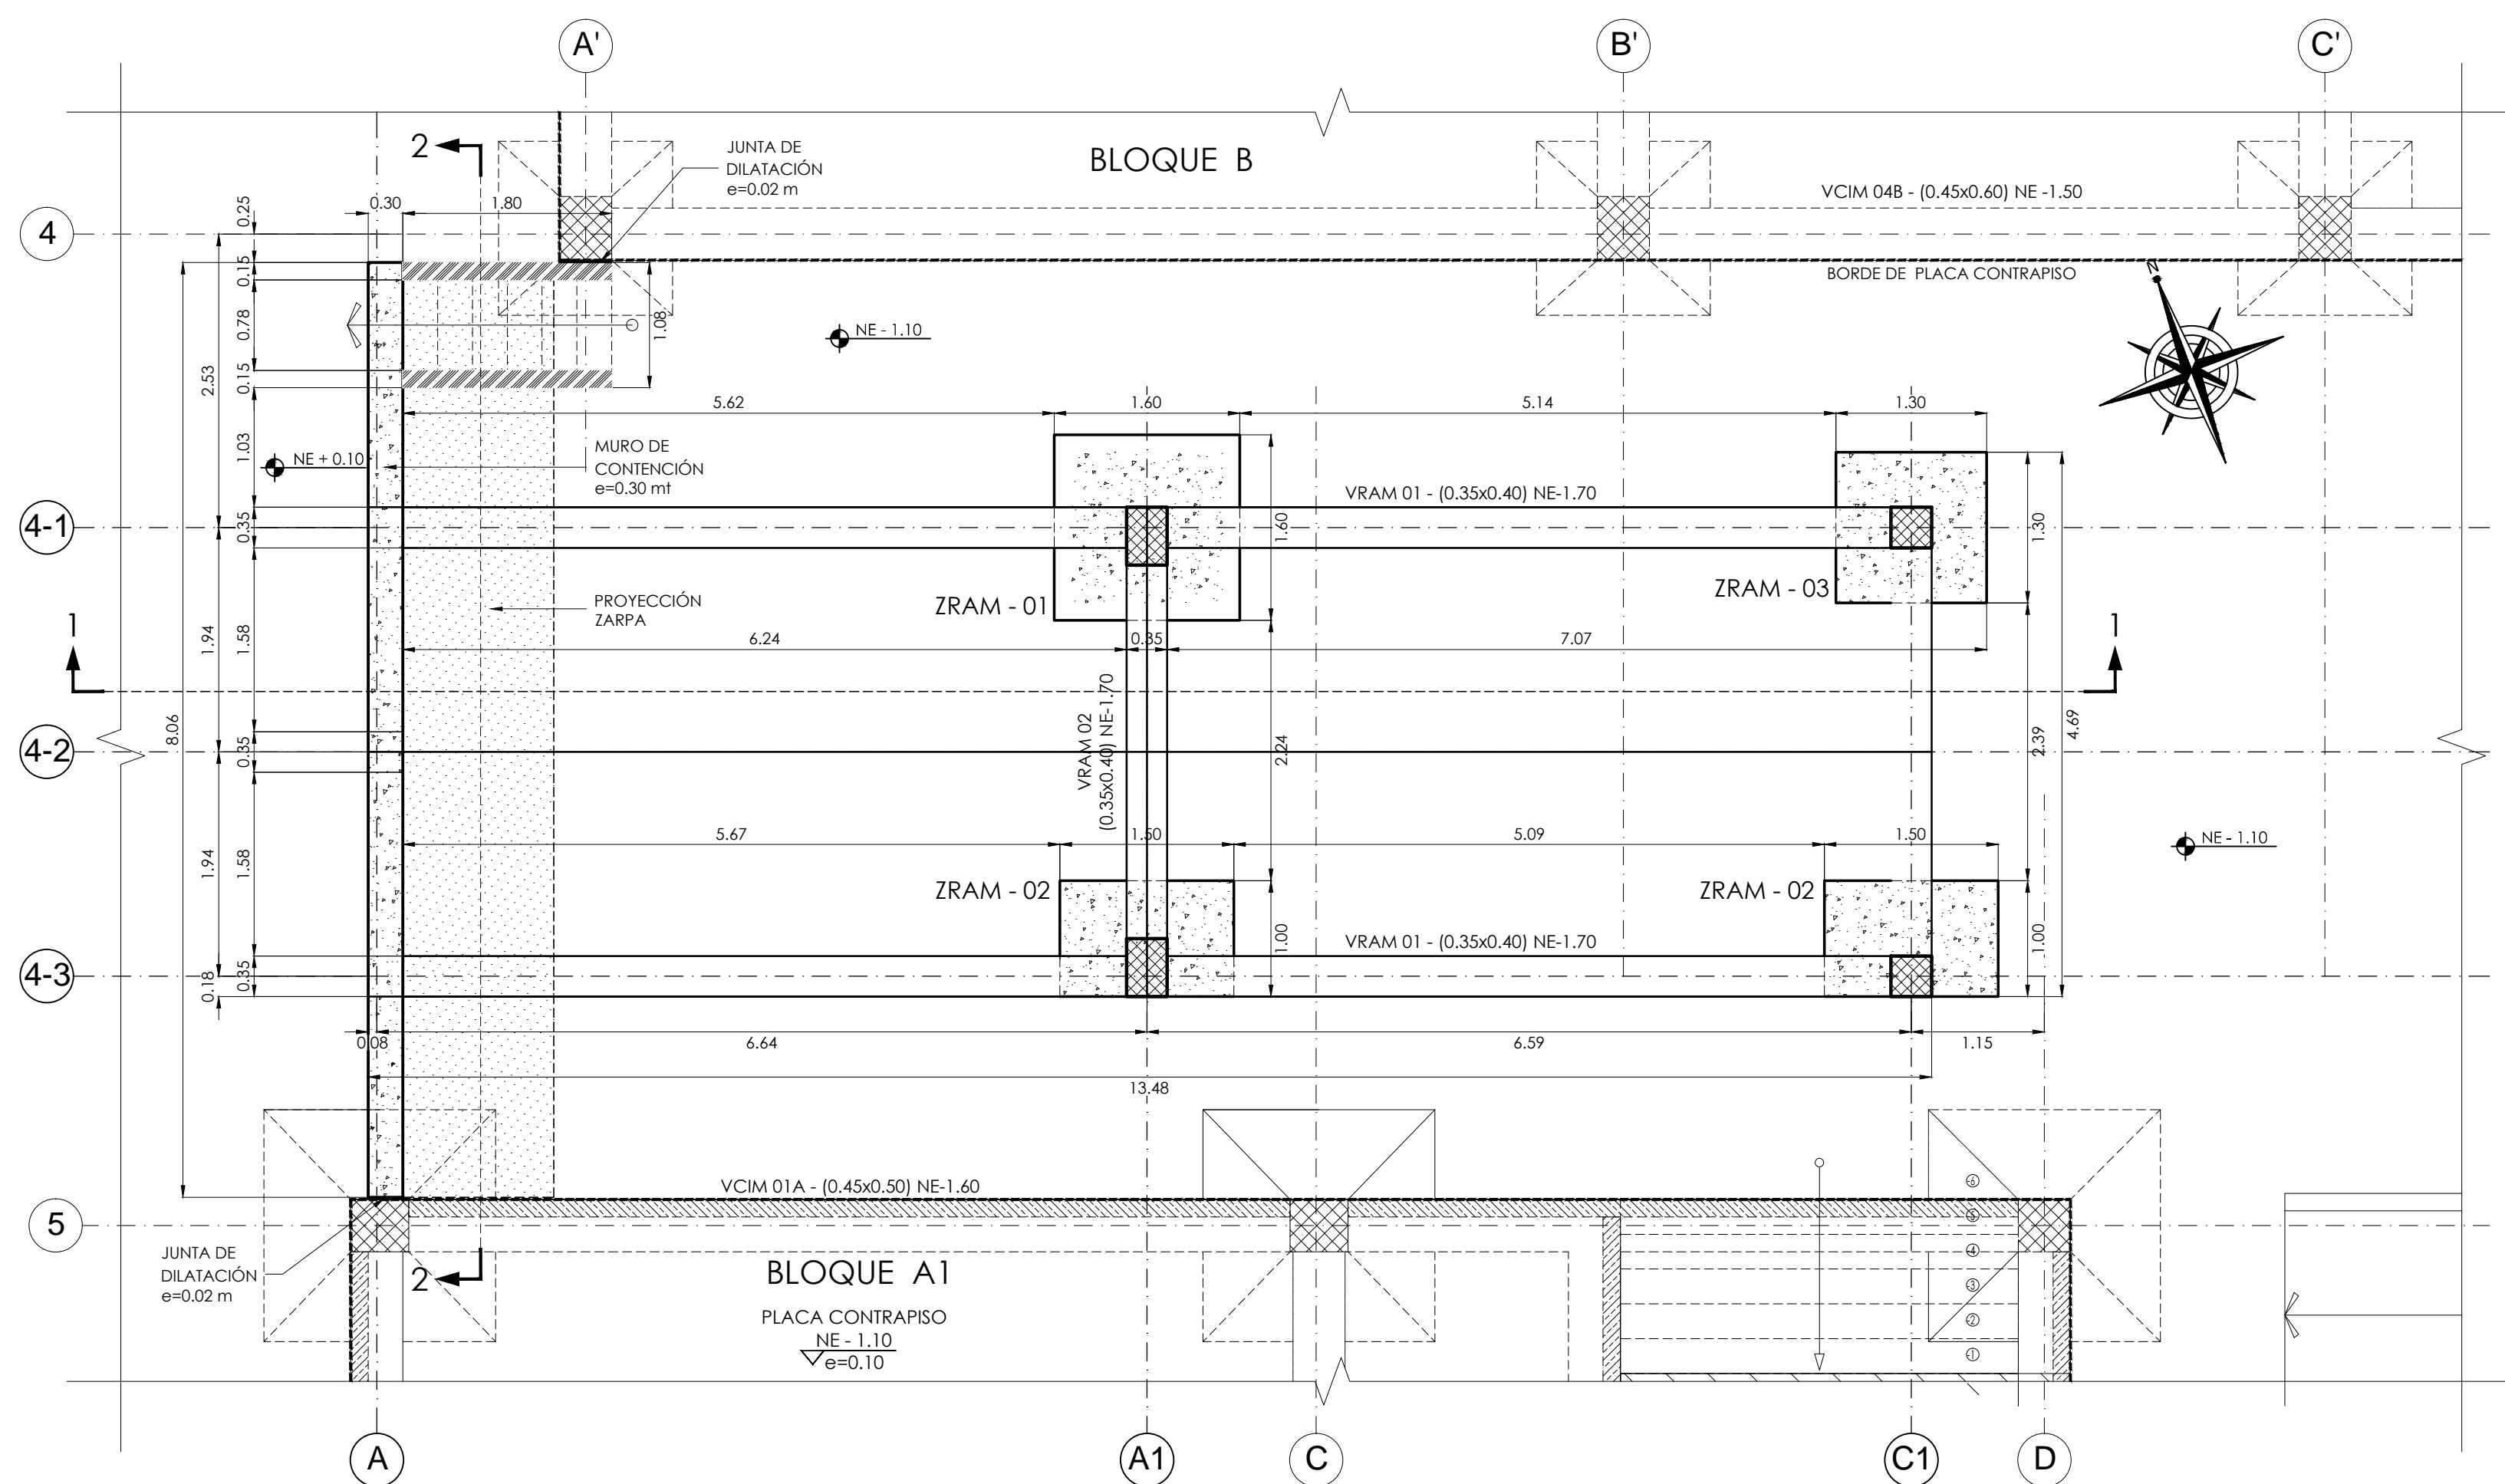 A'
B'
C'
2
JUNTA DE
DILATACIÓN
e=0.02 m
BLOQUE B
VCIM 04B - (0.45x0.60) NE -1.50
0.30
1.80
0.25
4
0.15
BORDE DE PLACA CONTRAPISO
N
0.78
1.08
NE - 1.10
2.53
0.15
5.62
1.60
5.14
1.30
1.03
MURO DE
CONTENCIÓN
e=0.30 mt
NE + 0.10
VRAM 01 - (0.35x0.40) NE-1.70
4-1
0.35
1.60
1.30
ZRAM - 01
ZRAM - 03
PROYECCIÓN
ZARPA
1
1
1.94
1.58
6.24
0.35
7.07
8.06
VRAM 02
(0.35x0.40) NE-1.70
4-2
0.35
2.24
2.39
4.69
5.67
1.50
5.09
1.50
1.94
1.58
NE - 1.10
ZRAM - 02
ZRAM - 02
VRAM 01 - (0.35x0.40) NE-1.70
1.00
1.00
4-3
0.18
0.35
0.08
6.64
6.59
1.15
13.48
VCIM 01A - (0.45x0.50) NE-1.60
5
JUNTA DE
DILATACIÓN
e=0.02 m
2
BLOQUE A1
PLACA CONTRAPISO
NE - 1.10
e=0.10
6
5
4
3
2
1
A
A1
C
C1
D